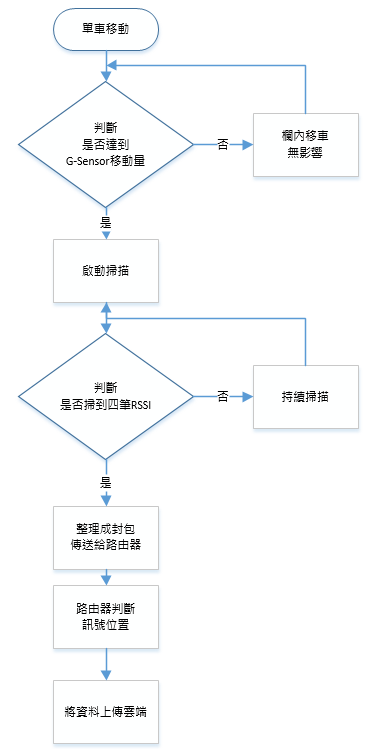 單車移動
判斷
是否達到
G-Sensor移動量
否
欄內移車
無影響
是
啟動掃描
判斷
是否掃到四筆RSSI
否
持續掃描
是
整理成封包
傳送給路由器
路由器判斷
訊號位置
將資料上傳雲端